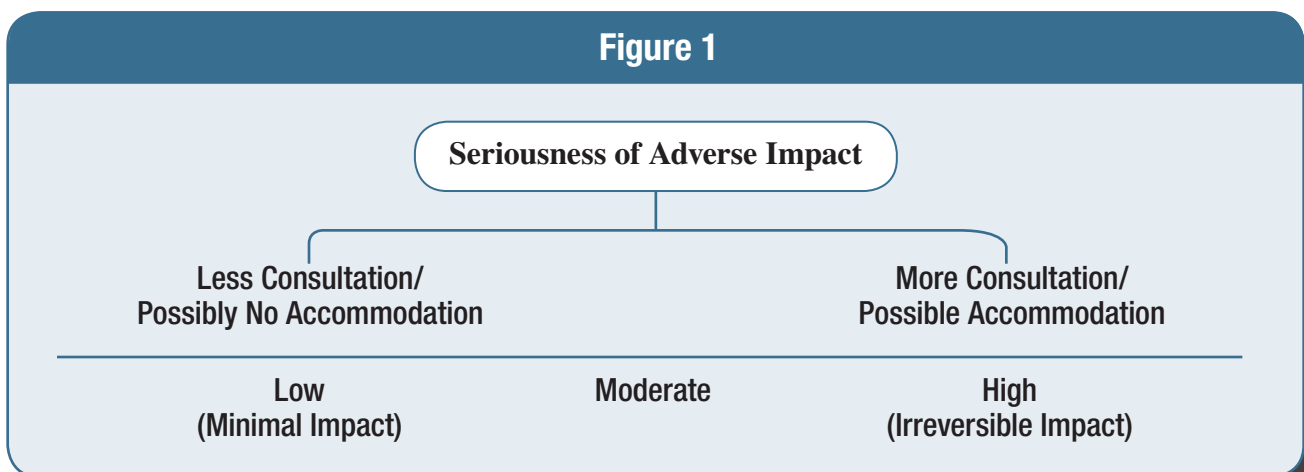 Figure 1
Seriousness of Adverse Impact
Less Consultation/
Possibly No Accommodation
More Consultation/
Possible Accommodation
Low
(Minimal Impact)
Moderate
High
(Irreversible Impact)